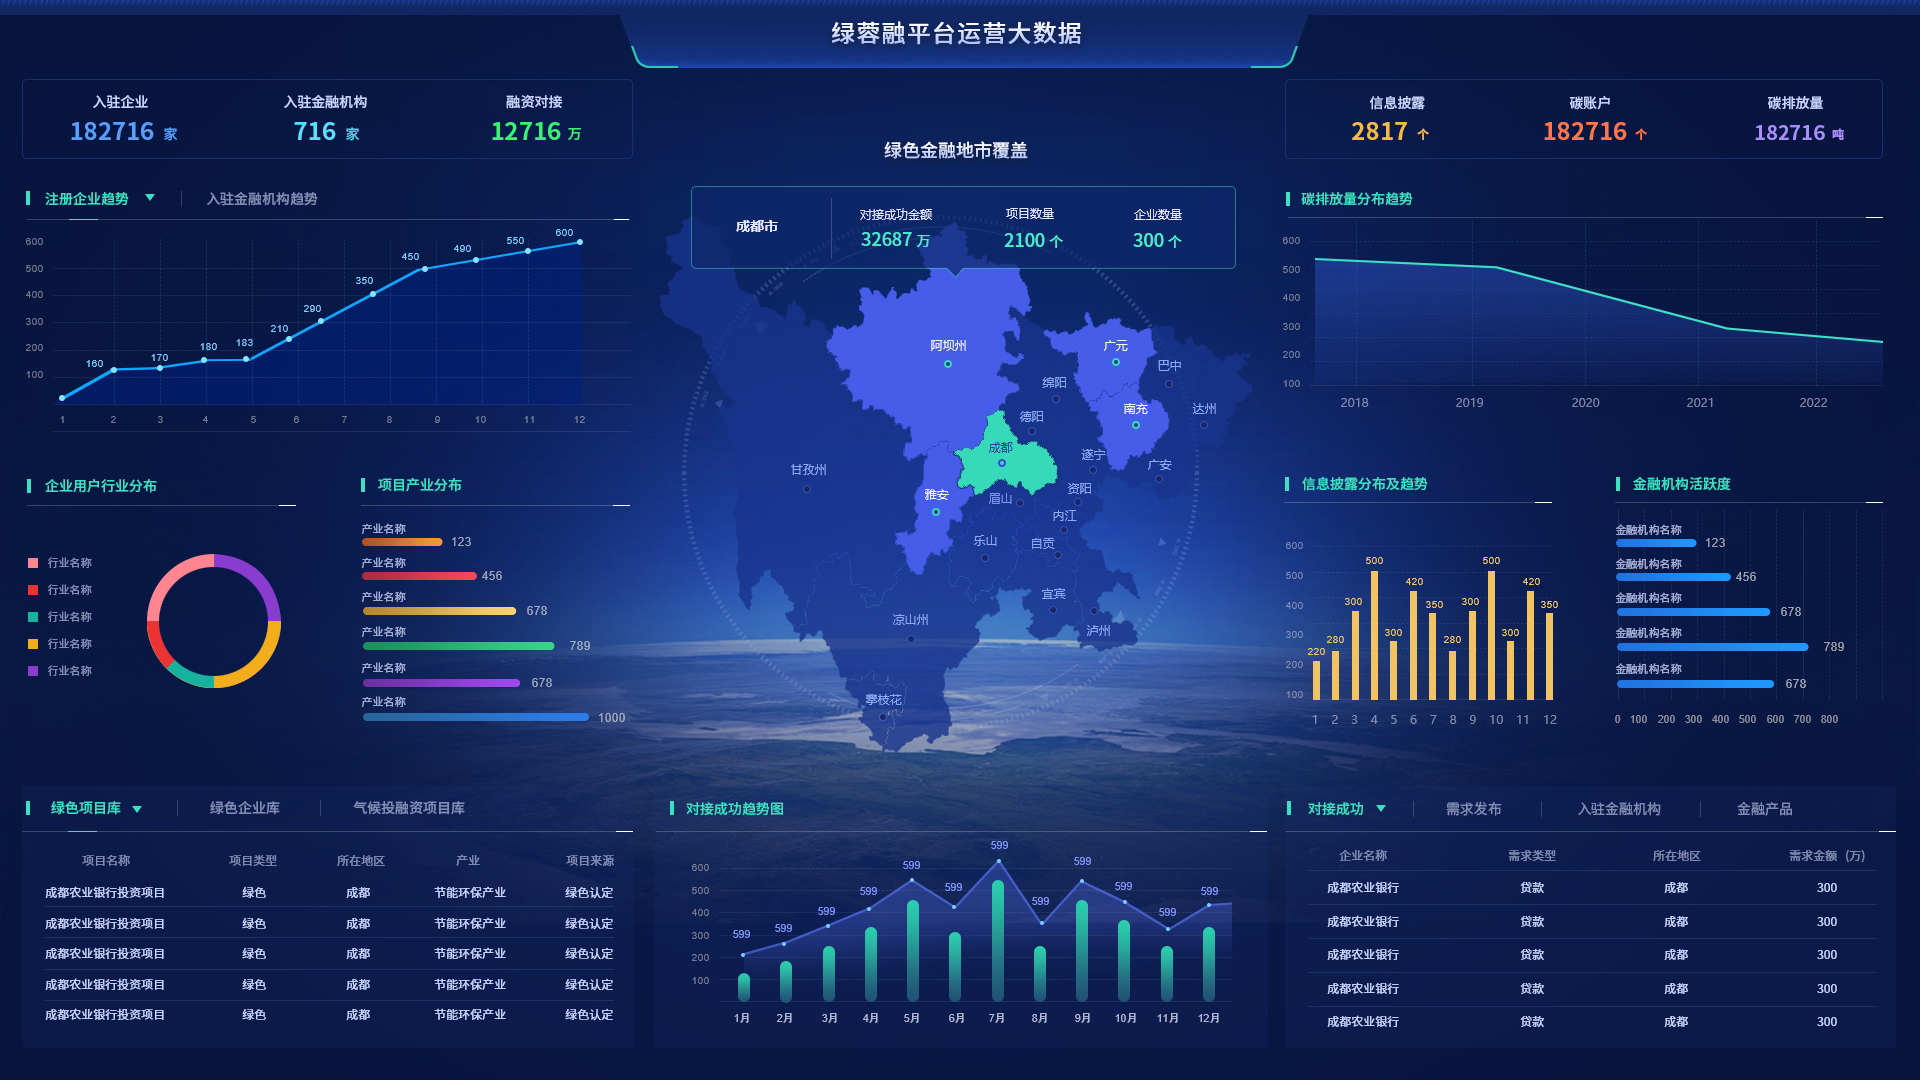 绿蓉融平台运营大数据
入驻企业
182716 家
入驻金融机构
716 家
融资对接
12716 万
信息披露
2817 个
碳账户
182716 个
碳排放量
182716 吨
绿色金融地市覆盖
成都市
对接成功金额
32687 万
项目数量
2100 个
企业数量
300 个
注册企业趋势
入驻金融机构趋势
600
500
400
300
200
100
160
170
180
183
210
290
350
450
490
550
600
1 2 3 4 5 6 7 8 9 10 11 12
碳排放量分布趋势
600
500
400
300
200
100
2018 2019 2020 2021 2022
阿坝州
广元
巴中
绵阳
南充
达州
德阳
成都
遂宁
广安
甘孜州
雅安
眉山
资阳
内江
乐山
自贡
宜宾
凉山州
泸州
攀枝花
企业用户行业分布
行业名称
行业名称
行业名称
行业名称
行业名称
项目产业分布
产业名称
123
产业名称
456
产业名称
678
产业名称
789
产业名称
678
产业名称
1000
信息披露分布及趋势
600
500
400
300
200
100
220
280
300
500
300
420
350
280
300
500
300
420
350
1 2 3 4 5 6 7 8 9 10 11 12
金融机构活跃度
金融机构名称
123
金融机构名称
456
金融机构名称
678
金融机构名称
789
金融机构名称
678
0 100 200 300 400 500 600 700 800
绿色项目库
绿色企业库
气候投融资项目库
项目名称 项目类型 所在地区 产业 项目来源
成都农业银行投资项目 绿色 成都 节能环保产业 绿色认定
成都农业银行投资项目 绿色 成都 节能环保产业 绿色认定
成都农业银行投资项目 绿色 成都 节能环保产业 绿色认定
成都农业银行投资项目 绿色 成都 节能环保产业 绿色认定
成都农业银行投资项目 绿色 成都 节能环保产业 绿色认定
对接成功趋势图
600
500
400
300
200
100
599
599
599
599
599
599
599
599
599
599
599
599
1月 2月 3月 4月 5月 6月 7月 8月 9月 10月 11月 12月
对接成功
需求发布
入驻金融机构
金融产品
企业名称 需求类型 所在地区 需求金额 (万)
成都农业银行 贷款 成都 300
成都农业银行 贷款 成都 300
成都农业银行 贷款 成都 300
成都农业银行 贷款 成都 300
成都农业银行 贷款 成都 300